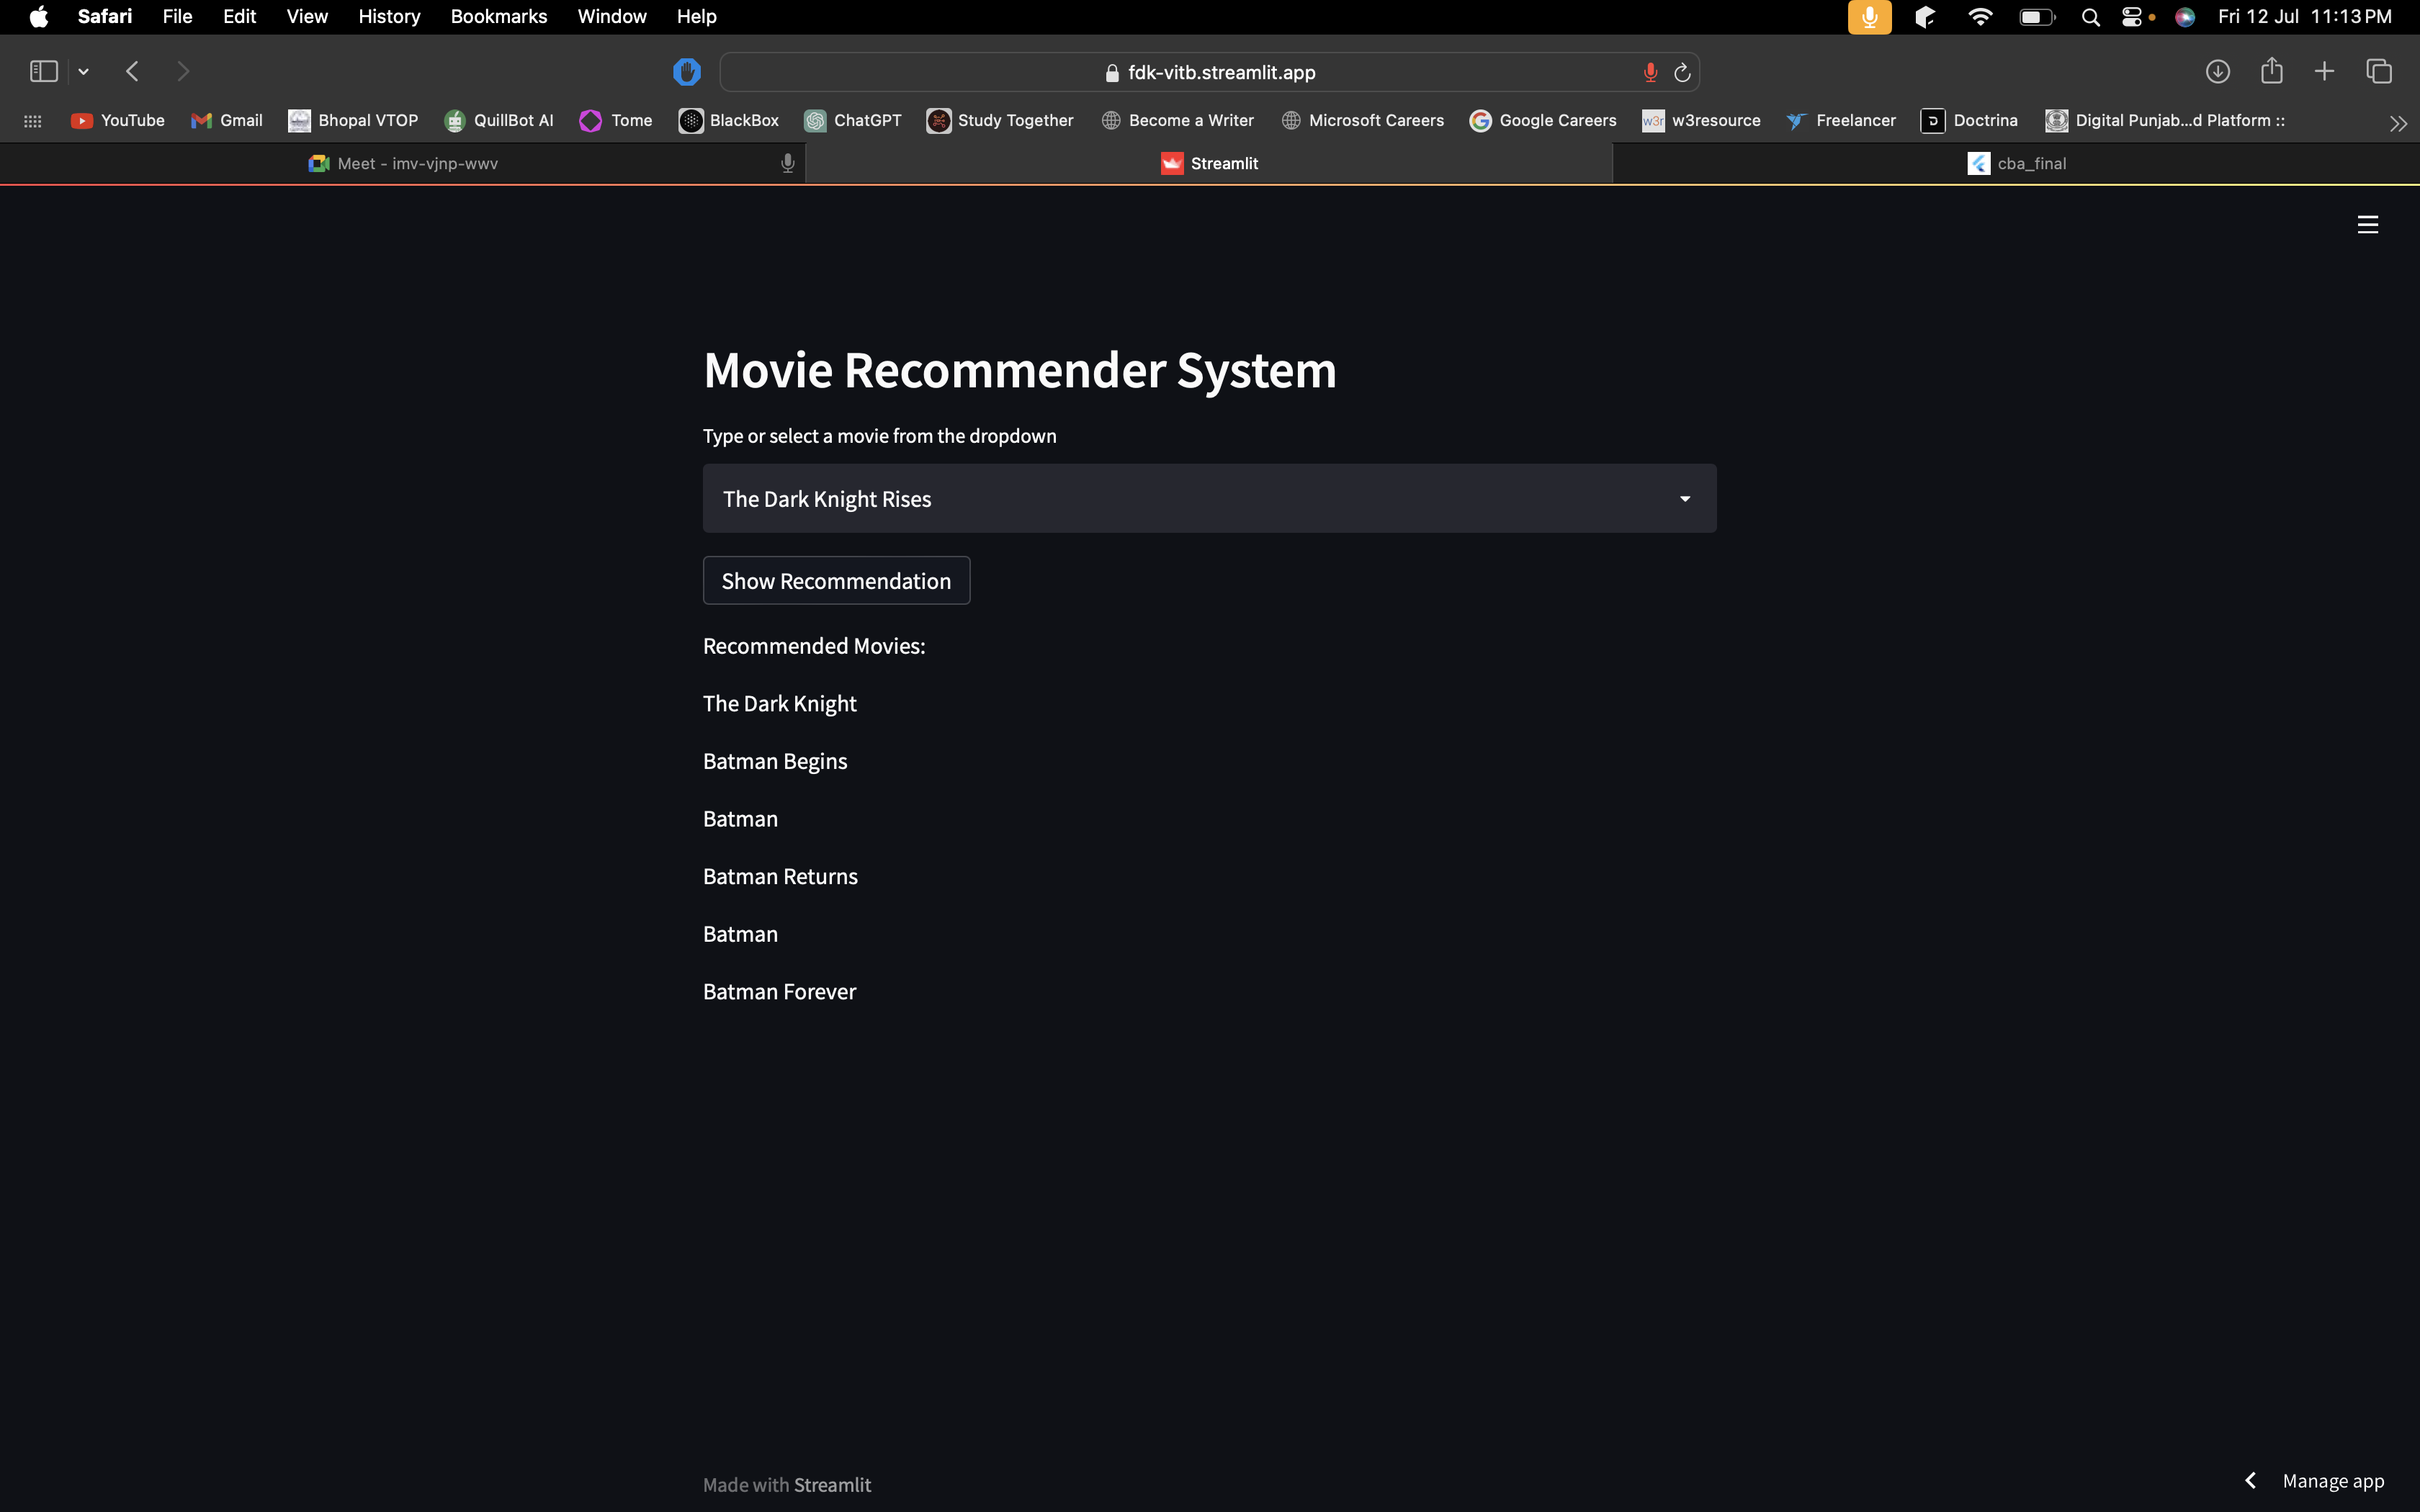 Safari File Edit View History Bookmarks Window Help Fri 12 Jul 11:13 PM
fdk-vitb.streamlit.app
YouTube Gmail Bhopal VTOP QuillBot AI Tome BlackBox ChatGPT Study Together Become a Writer Microsoft Careers Google Careers w3r w3resource Freelancer Doctrina Digital Punjab...d Platform ::
Meet - imv-vjnp-wwv Streamlit cba_final
Movie Recommender System
Type or select a movie from the dropdown
The Dark Knight Rises
Show Recommendation
Recommended Movies:
The Dark Knight
Batman Begins
Batman
Batman Returns
Batman
Batman Forever
Made with Streamlit
Manage app